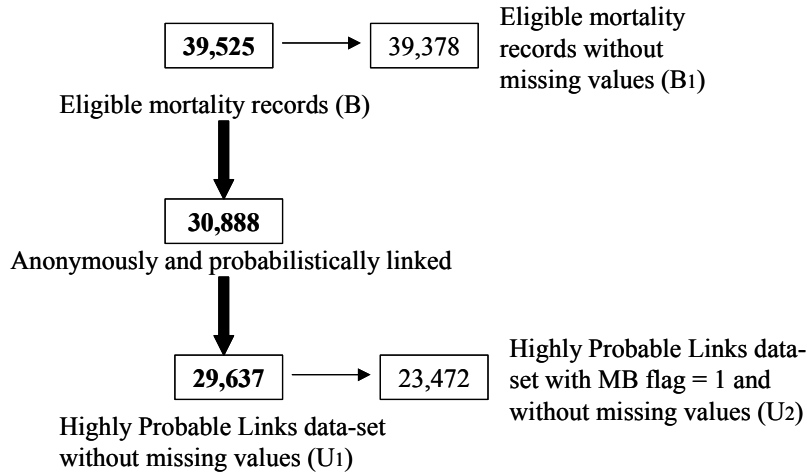 39,525
39,378
Eligible mortality
records without
missing values (B1)
Eligible mortality records (B)
30,888
Anonymously and probabilistically linked
29,637
23,472
Highly Probable Links data-
set with MB flag = 1 and
without missing values (U2)
Highly Probable Links data-set
without missing values (U1)